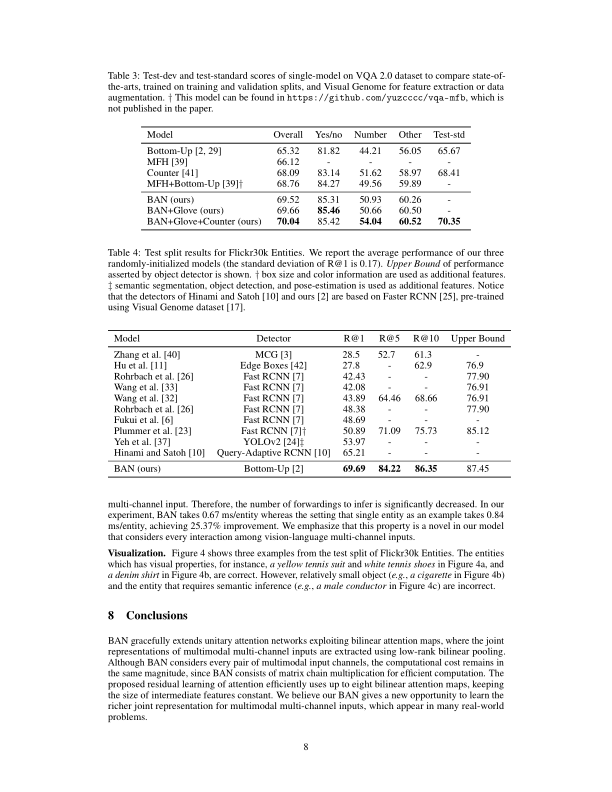 Table 3: Test-dev and test-standard scores of single-model on VQA 2.0 dataset to compare state-of-
the-arts, trained on training and validation splits, and Visual Genome for feature extraction or data
augmentation. † This model can be found in https://github.com/yuzcccc/vqa-mfb, which is
not published in the paper.
Model Overall Yes/no Number Other Test-std
Bottom-Up [2, 29] 65.32 81.82 44.21 56.05 65.67
MFH [39] 66.12 - - - -
Counter [41] 68.09 83.14 51.62 58.97 68.41
MFH+Bottom-Up [39]† 68.76 84.27 49.56 59.89 -
BAN (ours) 69.52 85.31 50.93 60.26 -
BAN+Glove (ours) 69.66 85.46 50.66 60.50 -
BAN+Glove+Counter (ours) 70.04 85.42 54.04 60.52 70.35
Table 4: Test split results for Flickr30k Entities. We report the average performance of our three
randomly-initialized models (the standard deviation of R@1 is 0.17). Upper Bound of performance
asserted by object detector is shown. † box size and color information are used as additional features.
‡ semantic segmentation, object detection, and pose-estimation is used as additional features. Notice
that the detectors of Hinami and Satoh [10] and ours [2] are based on Faster RCNN [25], pre-trained
using Visual Genome dataset [17].
Model Detector R@1 R@5 R@10 Upper Bound
Zhang et al. [40] MCG [3] 28.5 52.7 61.3 -
Hu et al. [11] Edge Boxes [42] 27.8 - 62.9 76.9
Rohrbach et al. [26] Fast RCNN [7] 42.43 - - 77.90
Wang et al. [33] Fast RCNN [7] 42.08 - - 76.91
Wang et al. [32] Fast RCNN [7] 43.89 64.46 68.66 76.91
Rohrbach et al. [26] Fast RCNN [7] 48.38 - - 77.90
Fukui et al. [6] Fast RCNN [7] 48.69 - - -
Plummer et al. [23] Fast RCNN [7]† 50.89 71.09 75.73 85.12
Yeh et al. [37] YOLOv2 [24]‡ 53.97 - - -
Hinami and Satoh [10] Query-Adaptive RCNN [10] 65.21 - - -
BAN (ours) Bottom-Up [2] 69.69 84.22 86.35 87.45
multi-channel input. Therefore, the number of forwardings to infer is significantly decreased. In our
experiment, BAN takes 0.67 ms/entity whereas the setting that single entity as an example takes 0.84
ms/entity, achieving 25.37% improvement. We emphasize that this property is a novel in our model
that considers every interaction among vision-language multi-channel inputs.
Visualization. Figure 4 shows three examples from the test split of Flickr30k Entities. The entities
which has visual properties, for instance, a yellow tennis suit and white tennis shoes in Figure 4a, and
a denim shirt in Figure 4b, are correct. However, relatively small object (e.g., a cigarette in Figure 4b)
and the entity that requires semantic inference (e.g., a male conductor in Figure 4c) are incorrect.
8 Conclusions
BAN gracefully extends unitary attention networks exploiting bilinear attention maps, where the joint
representations of multimodal multi-channel inputs are extracted using low-rank bilinear pooling.
Although BAN considers every pair of multimodal input channels, the computational cost remains in
the same magnitude, since BAN consists of matrix chain multiplication for efficient computation. The
proposed residual learning of attention efficiently uses up to eight bilinear attention maps, keeping
the size of intermediate features constant. We believe our BAN gives a new opportunity to learn the
richer joint representation for multimodal multi-channel inputs, which appear in many real-world
problems.
8